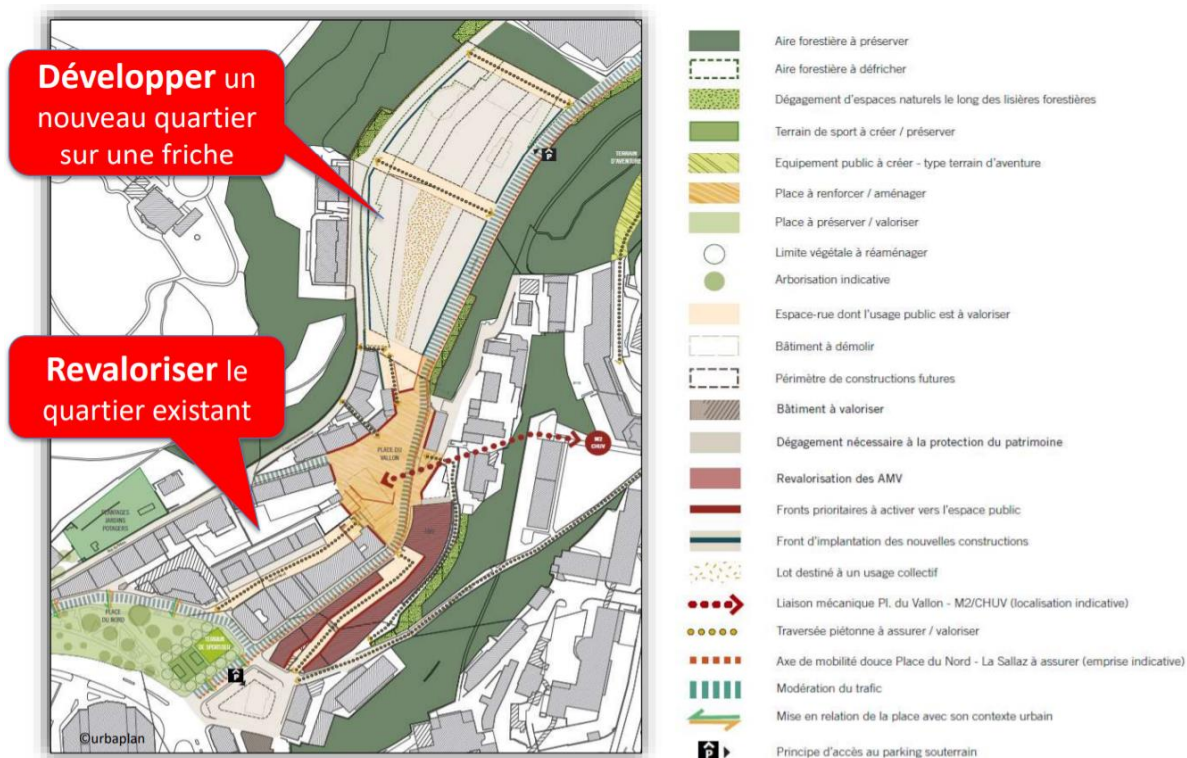 Développer un
nouveau quartier
sur une friche
TERRAIN
D'AVENTURE
Revaloriser le
quartier existant
PLACE DU
VALLON
M2
CHUV
JARDINS
POTAGERS
PLACE
DU NORD
TERRAIN
P
©urbaplan
Aire forestière à préserver
Aire forestière à défricher
Dégagement d'espaces naturels le long des lisières forestières
Terrain de sport à créer / préserver
Equipement public à créer - type terrain d'aventure
Place à renforcer / aménager
Place à préserver / valoriser
Limite végétale à réaménager
Arborisation indicative
Espace-rue dont l'usage public est à valoriser
Bâtiment à démolir
Périmètre de constructions futures
Bâtiment à valoriser
Dégagement nécessaire à la protection du patrimoine
Revalorisation des AMV
Fronts prioritaires à activer vers l'espace public
Front d'implantation des nouvelles constructions
Lot destiné à un usage collectif
Liaison mécanique Pl. du Vallon - M2/CHUV (localisation indicative)
Traversée piétonne à assurer / valoriser
Axe de mobilité douce Place du Nord - La Sallaz à assurer (emprise indicative)
Modération du trafic
Mise en relation de la place avec son contexte urbain
P
Principe d'accès au parking souterrain